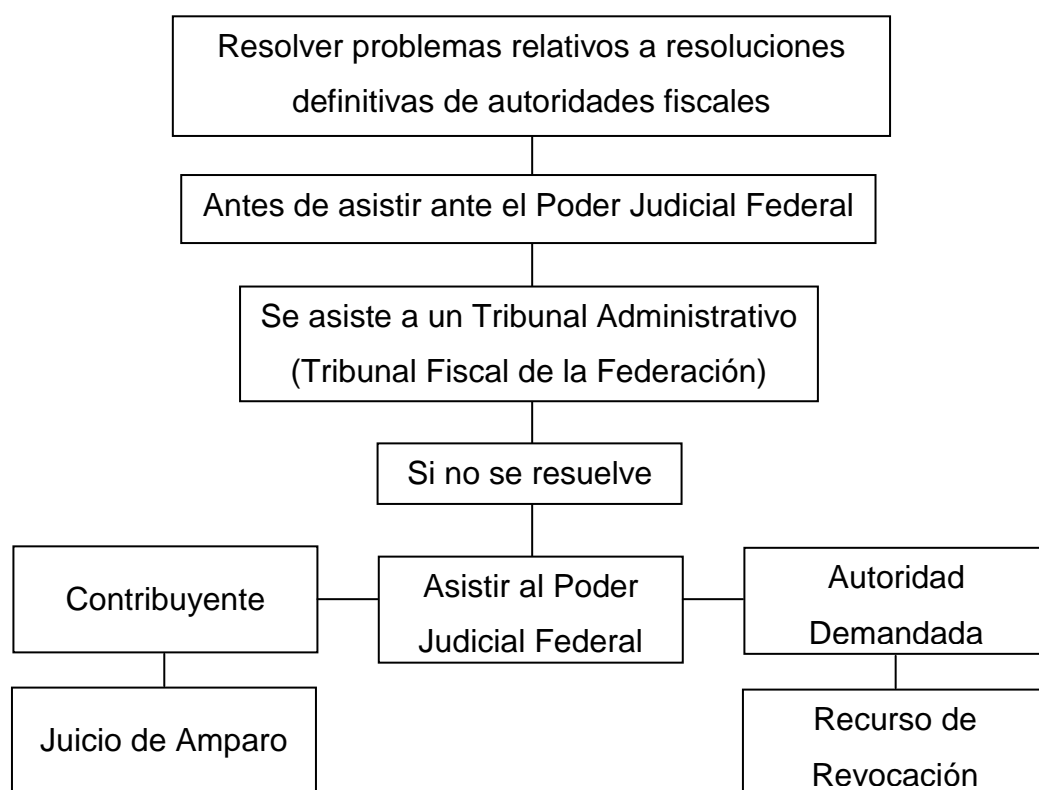 Resolver problemas relativos a resoluciones
definitivas de autoridades fiscales
Antes de asistir ante el Poder Judicial Federal
Se asiste a un Tribunal Administrativo
(Tribunal Fiscal de la Federación)
Si no se resuelve
Contribuyente
Asistir al Poder
Judicial Federal
Autoridad
Demandada
Juicio de Amparo
Recurso de
Revocación